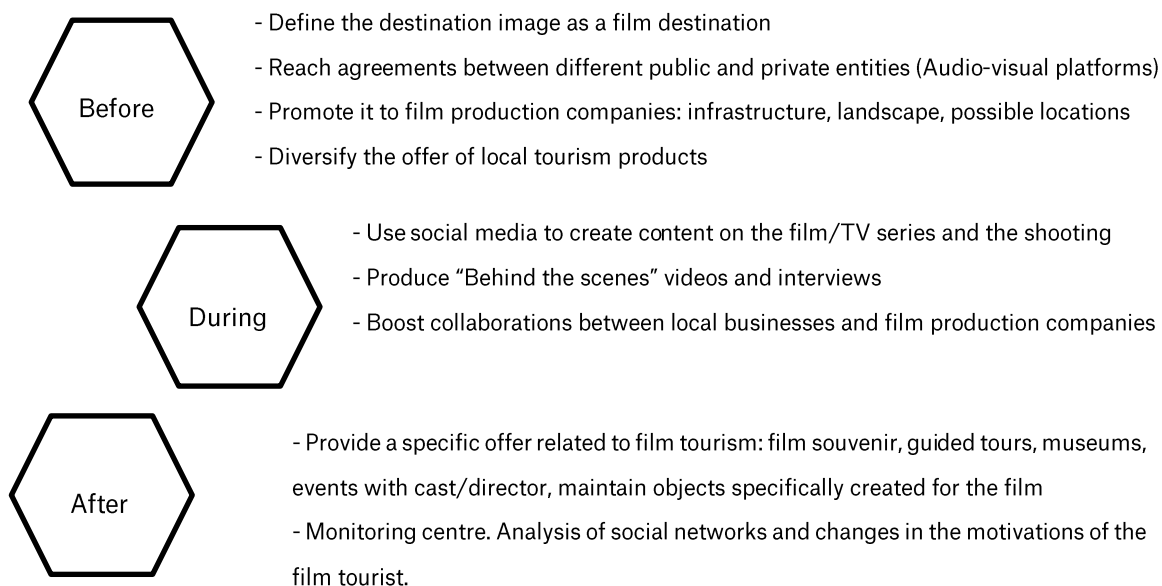 Before
- Define the destination image as a film destination
- Reach agreements between different public and private entities (Audio-visual platforms)
- Promote it to film production companies: infrastructure, landscape, possible locations
- Diversify the offer of local tourism products
During
- Use social media to create content on the film/TV series and the shooting
- Produce “Behind the scenes” videos and interviews
- Boost collaborations between local businesses and film production companies
After
- Provide a specific offer related to film tourism: film souvenir, guided tours, museums,
events with cast/director, maintain objects specifically created for the film
- Monitoring centre. Analysis of social networks and changes in the motivations of the
film tourist.